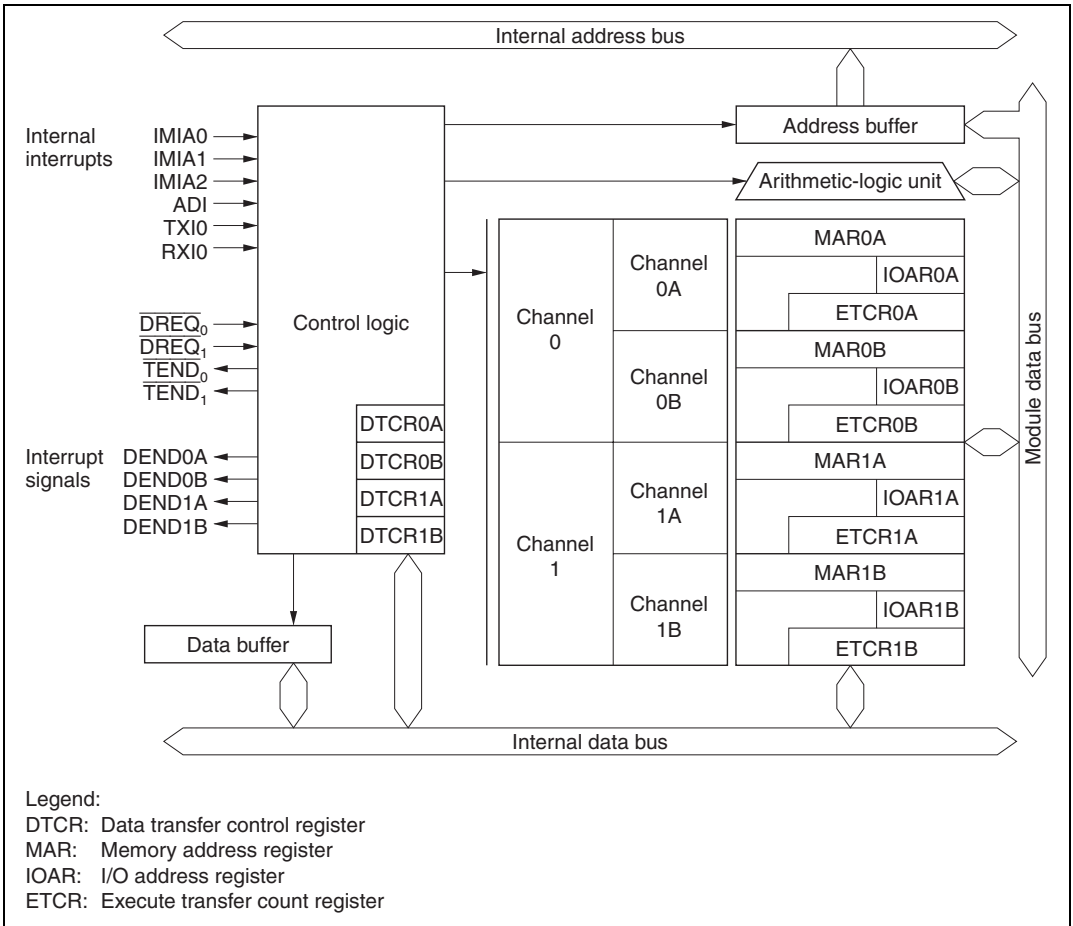 Internal address bus
Internal
interrupts
IMIA0
IMIA1
IMIA2
ADI
TXI0
RXI0
DREQ0
DREQ1
TEND0
TEND1
Interrupt
signals
DEND0A
DEND0B
DEND1A
DEND1B
Control logic
DTCR0A
DTCR0B
DTCR1A
DTCR1B
Data buffer
Address buffer
Arithmetic-logic unit
Channel
0
Channel
0A
Channel
0B
Channel
1
Channel
1A
Channel
1B
MAR0A
IOAR0A
ETCR0A
MAR0B
IOAR0B
ETCR0B
MAR1A
IOAR1A
ETCR1A
MAR1B
IOAR1B
ETCR1B
Module data bus
Internal data bus
Legend:
DTCR: Data transfer control register
MAR: Memory address register
IOAR: I/O address register
ETCR: Execute transfer count register